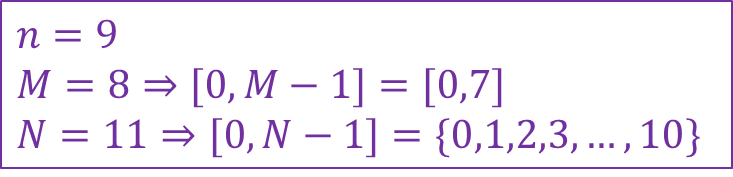 n = 9
M = 8 ⇒ [0, M − 1] = [0,7]
N = 11 ⇒ [0, N − 1] = {0,1,2,3, … , 10}